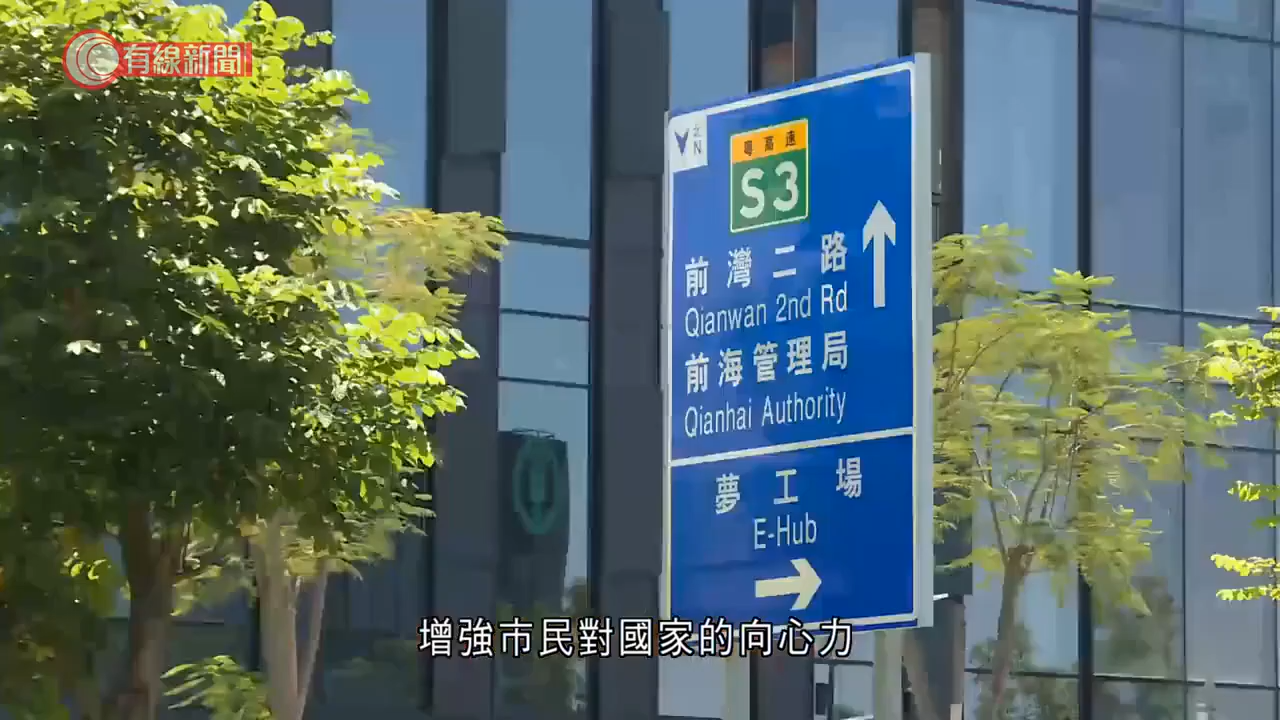 有線新聞
北
N
粵高速
S3
前灣二路
Qianwan 2nd Rd
前海管理局
Qianhai Authority
夢工場
E-Hub
增強市民對國家的向心力